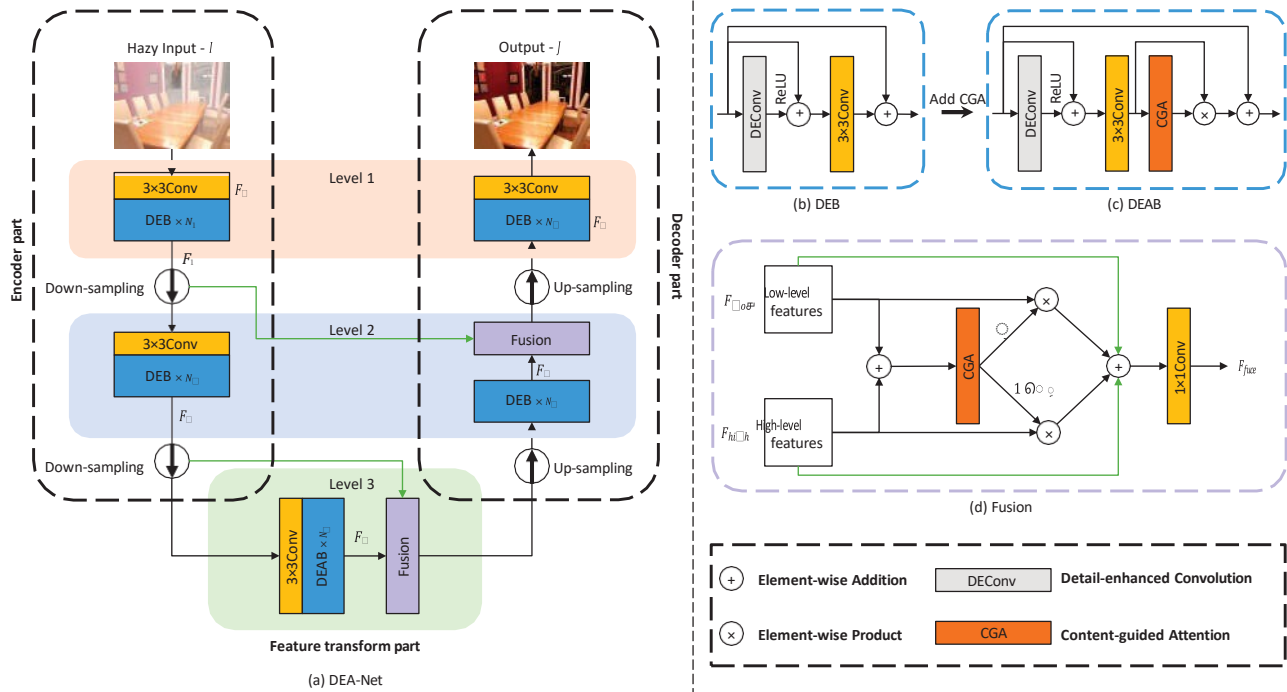 Hazy Input - I
Output - J
Encoder part
Decoder part
Level 1
3×3Conv
DEB × N₁
F□
3×3Conv
DEB × N□
F□
F₁
Down-sampling
Up-sampling
Level 2
3×3Conv
DEB × N□
Fusion
F□
DEB × N□
F□
Down-sampling
Up-sampling
Level 3
3×3Conv
DEAB × N□
F□
Fusion
Feature transform part
(a) DEA-Net
DEConv
ReLU
+
3×3Conv
+
(b) DEB
Add CGA
DEConv
ReLU
+
3×3Conv
CGA
×
+
(c) DEAB
Low-level
features
High-level
features
+
CGA
×
×
+
1×1Conv
F_fuse
(d) Fusion
+
Element-wise Addition
DEConv
Detail-enhanced Convolution
×
Element-wise Product
CGA
Content-guided Attention